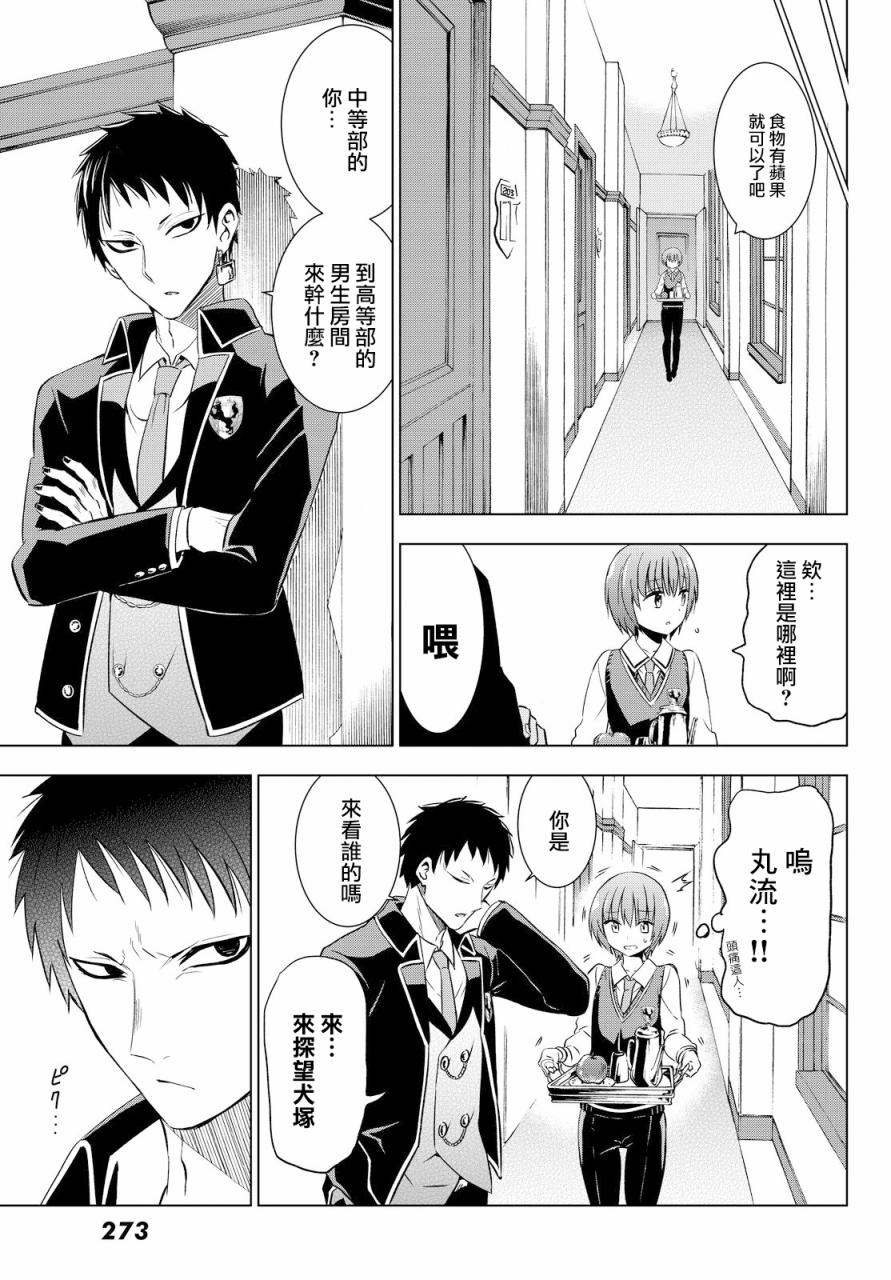 食物有蘋果
就可以了吧
203
中等部的
你…
到高等部的
男生房間
來幹什麼?
欸…
這裡是哪裡啊?
喂
嗚
丸流…!!
頭痛這人…
你是
來看誰的嗎
來…
來探望犬塚
ピク…
273